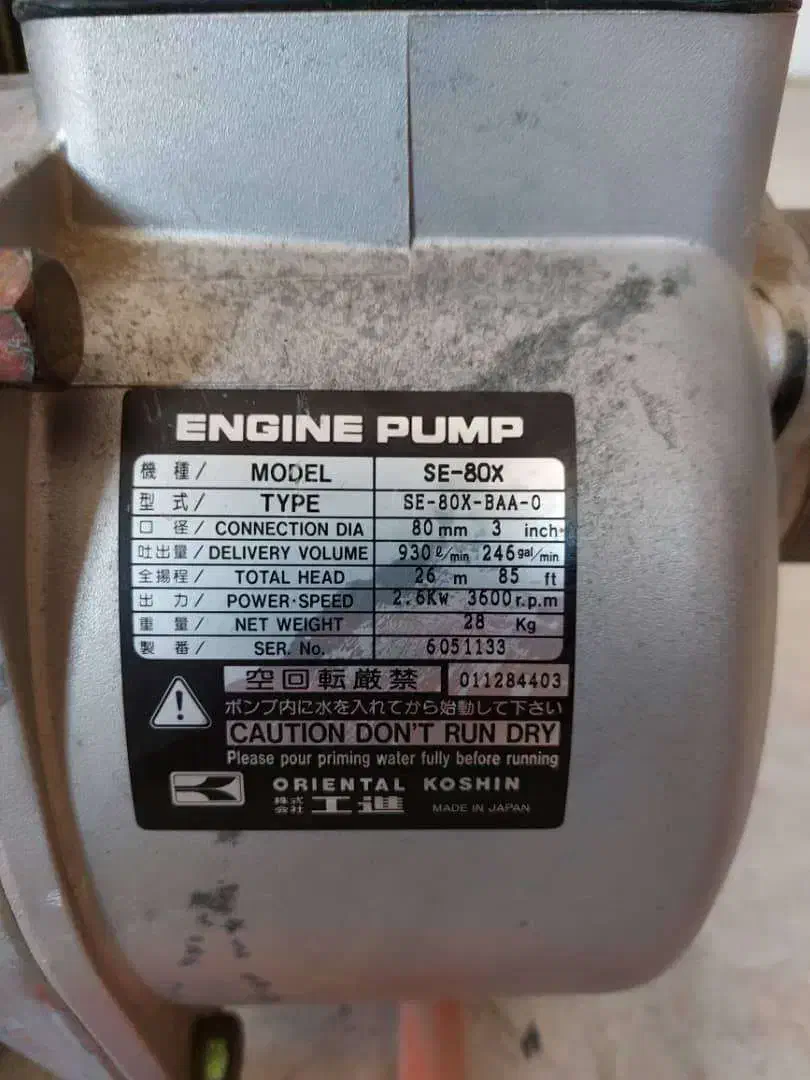 ENGINE PUMP
機種/ MODEL SE-80X
型式/ TYPE SE-80X-BAA-0
口径/ CONNECTION DIA 80mm 3 inch
吐出量/ DELIVERY VOLUME 930ℓ/min 246gal/min
全揚程/ TOTAL HEAD 26 m 85 ft
出力/ POWER·SPEED 2.6Kw 3600r.p.m
重量/ NET WEIGHT 28 Kg
製番/ SER. No. 6051133
空回転厳禁 011284403
ポンプ内に水を入れてから始動して下さい
CAUTION DON'T RUN DRY
Please pour priming water fully before running
ORIENTAL KOSHIN
株式会社 工進 MADE IN JAPAN